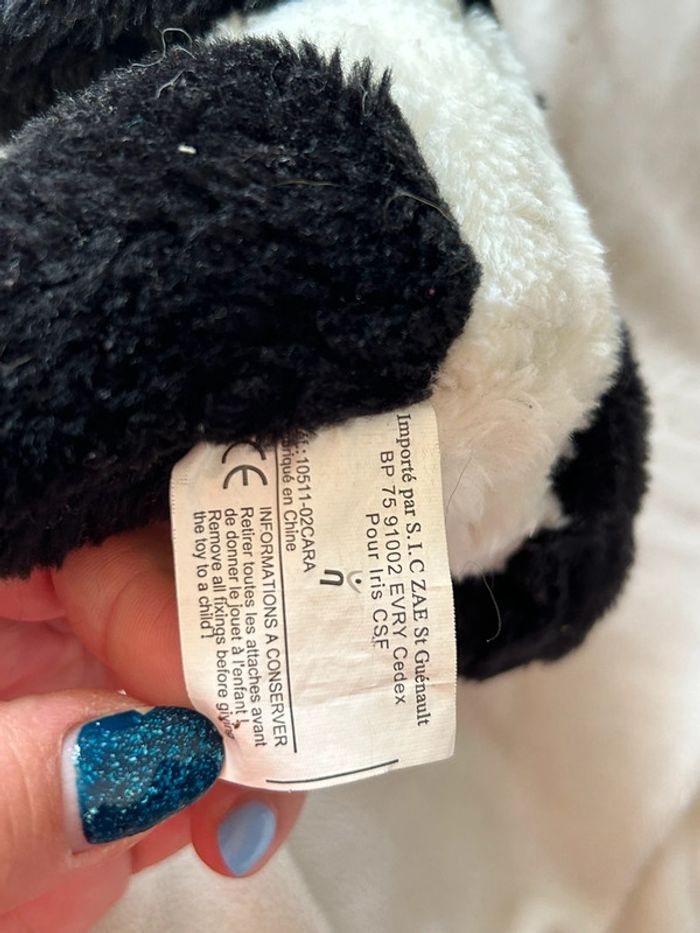 Importé par S.I.C ZAE St Guénault
BP 75 91002 EVRY Cedex
Pour Iris CSF
:10511-02CARA
en Chine
CE
INFORMATIONS A CONSERVER
Retirer toutes les attaches avant
de donner le jouet à l'enfant !
Remove all fixings before giving
the toy to a child !